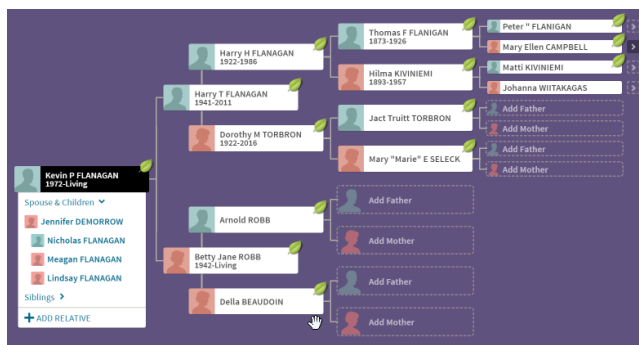 Kevin P FLANAGAN
1972-Living
Spouse & Children
Jennifer DEMORROW
Nicholas FLANAGAN
Meagan FLANAGAN
Lindsay FLANAGAN
Siblings
ADD RELATIVE
Harry T FLANAGAN
1941-2011
Betty Jane ROBB
1942-Living
Harry H FLANAGAN
1922-1986
Dorothy M TORBRON
1922-2016
Arnold ROBB
Della BEAUDOIN
Thomas F FLANIGAN
1873-1926
Hilma KIVINIEMI
1893-1957
Jact Truitt TORBRON
Mary "Marie" E SELECK
Add Father
Add Mother
Add Father
Add Mother
Peter " FLANIGAN
Mary Ellen CAMPBELL
Matti KIVINIEMI
Johanna WIITAKAGAS
Add Father
Add Mother
Add Father
Add Mother